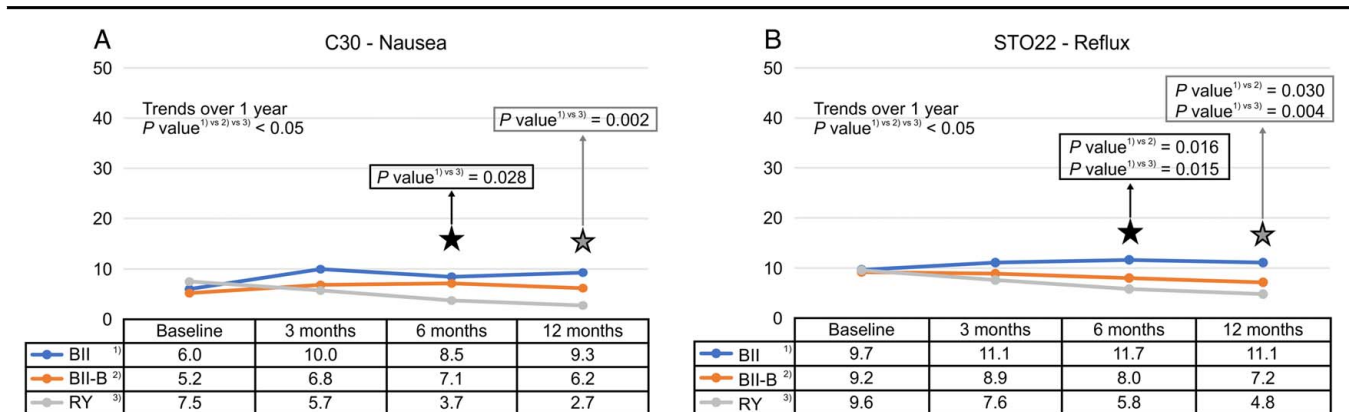 A
C30 - Nausea
50
40
30
20
10
0
Trends over 1 year
P value1) vs 2) vs 3) < 0.05
P value1) vs 3) = 0.028
P value1) vs 3) = 0.002
Baseline 3 months 6 months 12 months
BII 1) 6.0 10.0 8.5 9.3
BII-B 2) 5.2 6.8 7.1 6.2
RY 3) 7.5 5.7 3.7 2.7
B
STO22 - Reflux
50
40
30
20
10
0
Trends over 1 year
P value1) vs 2) vs 3) < 0.05
P value1) vs 2) = 0.016
P value1) vs 3) = 0.015
P value1) vs 2) = 0.030
P value1) vs 3) = 0.004
Baseline 3 months 6 months 12 months
BII 1) 9.7 11.1 11.7 11.1
BII-B 2) 9.2 8.9 8.0 7.2
RY 3) 9.6 7.6 5.8 4.8